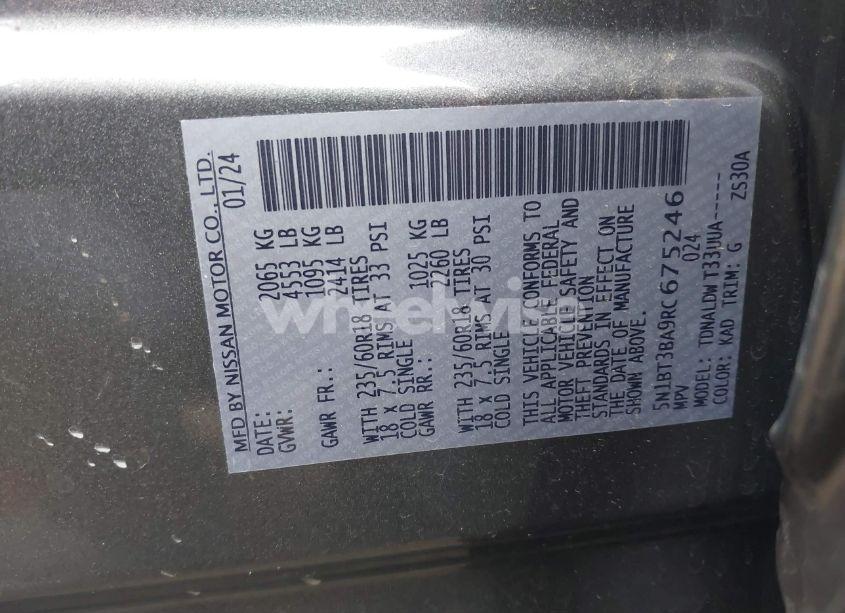 MFD BY NISSAN MOTOR CO., LTD.
DATE: 01/24
GVWR: 2065 KG
4553 LB
GAWR FR.: 1095 KG
2414 LB
WITH 235/60R18 TIRES
18 x 7.5 RIMS AT 33 PSI
COLD SINGLE
GAWR RR.: 1025 KG
2260 LB
WITH 235/60R18 TIRES
18 x 7.5 RIMS AT 30 PSI
COLD SINGLE
THIS VEHICLE CONFORMS TO
ALL APPLICABLE FEDERAL
MOTOR VEHICLE SAFETY AND
THEFT PREVENTION
STANDARDS IN EFFECT ON
THE DATE OF MANUFACTURE
SHOWN ABOVE.
5N1BT3BA9RC675246
MPV 024
MODEL: TDNALDW T33UUA-----
COLOR: KAD TRIM: G ZS30A
wheelwise